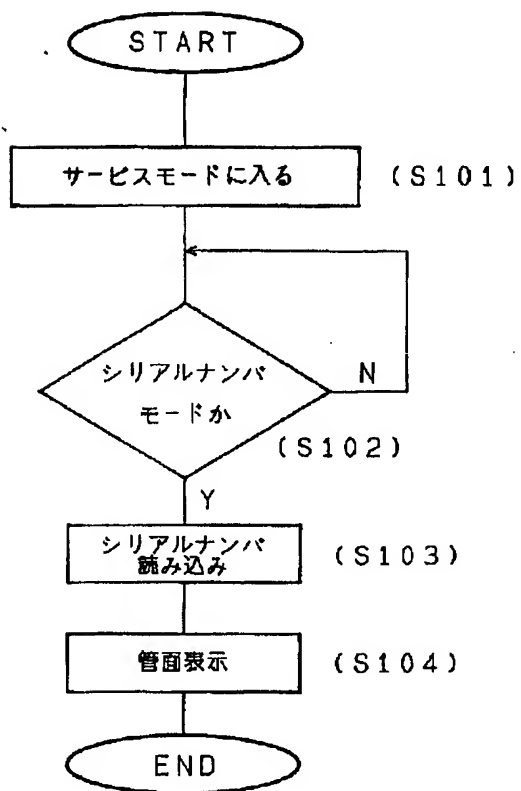 START
サービスモードに入る (S101)
シリアルナンバ
モードか
N
(S102)
Y
シリアルナンバ
読み込み
(S103)
管面表示 (S104)
END